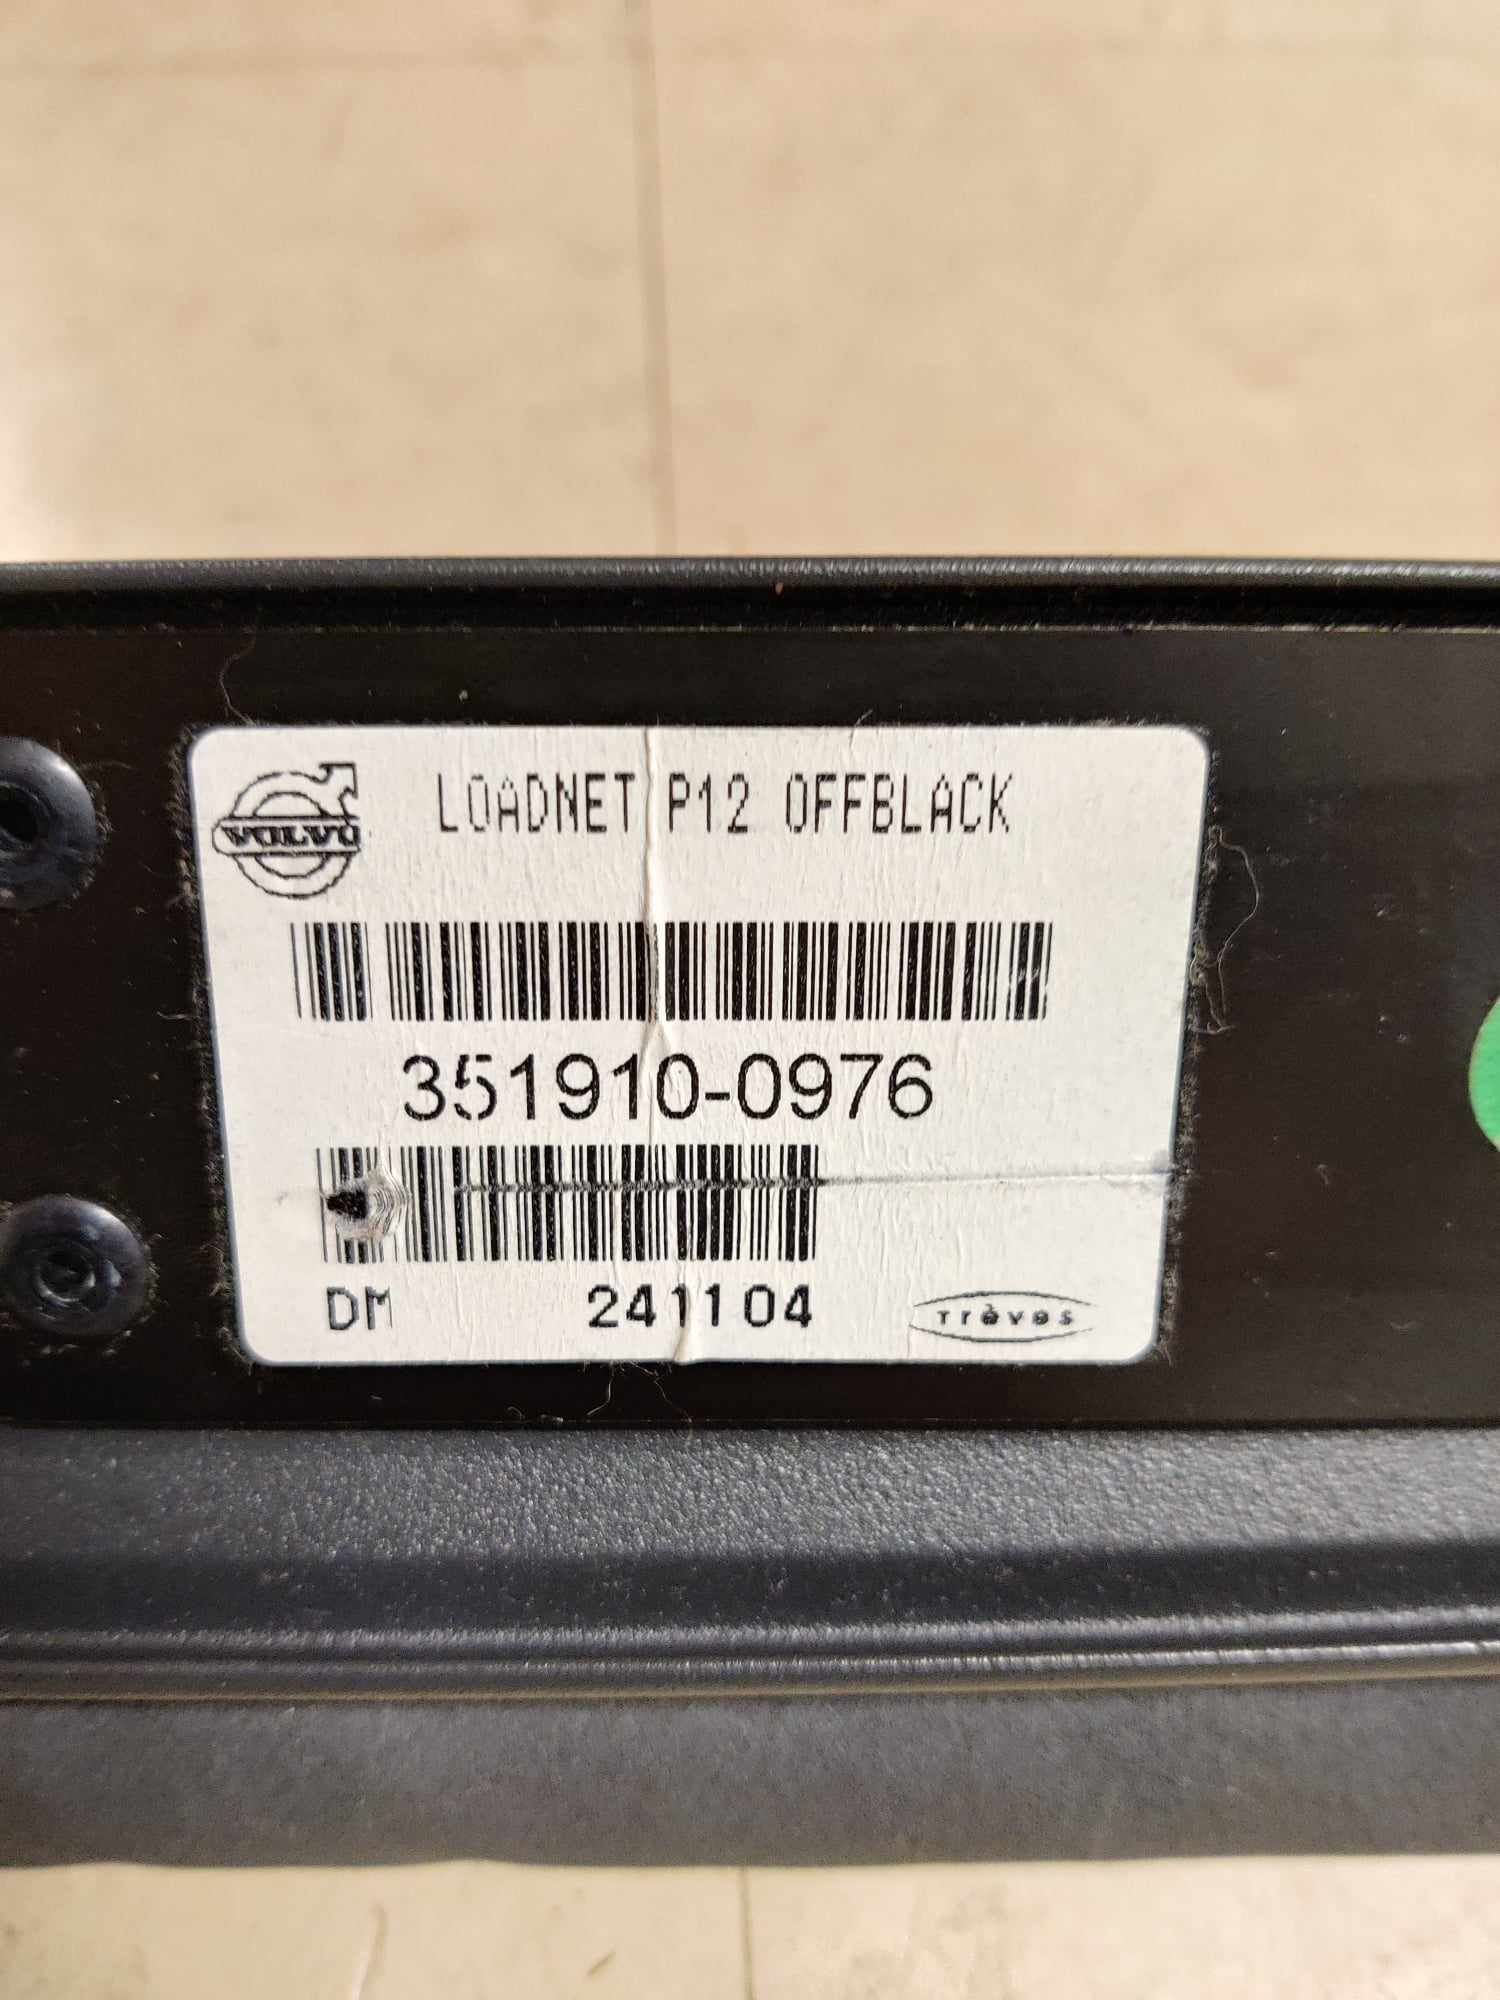 VOLVO
LOADNET P12 OFFBLACK
351910-0976
DM 241104
Trèves